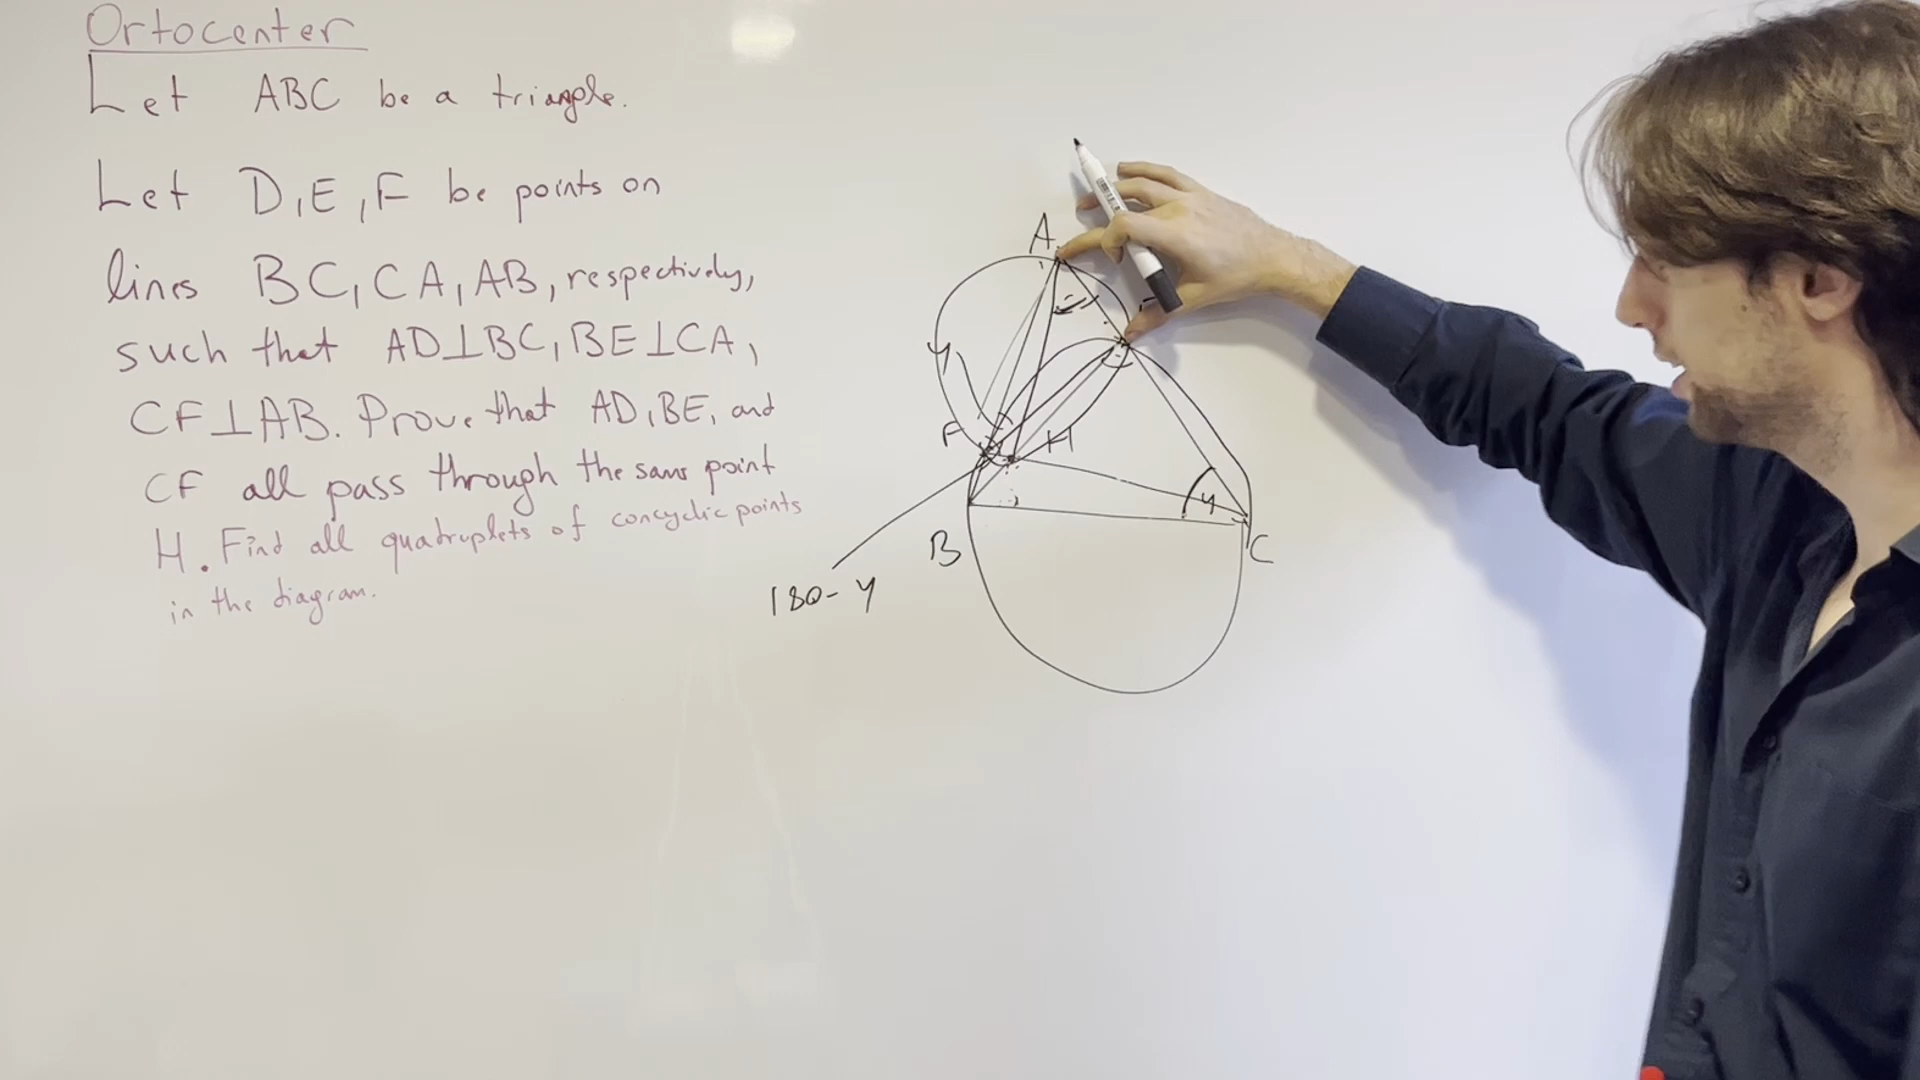 Ortocenter
Let ABC be a triangle.
Let D, E, F be points on
lines BC, CA, AB, respectively,
such that AD⊥BC, BE⊥CA,
CF⊥AB. Prove that AD, BE, and
CF all pass through the same point
H. Find all quadruplets of concyclic points
in the diagram.
A
y
F
H
y
B
C
180-y